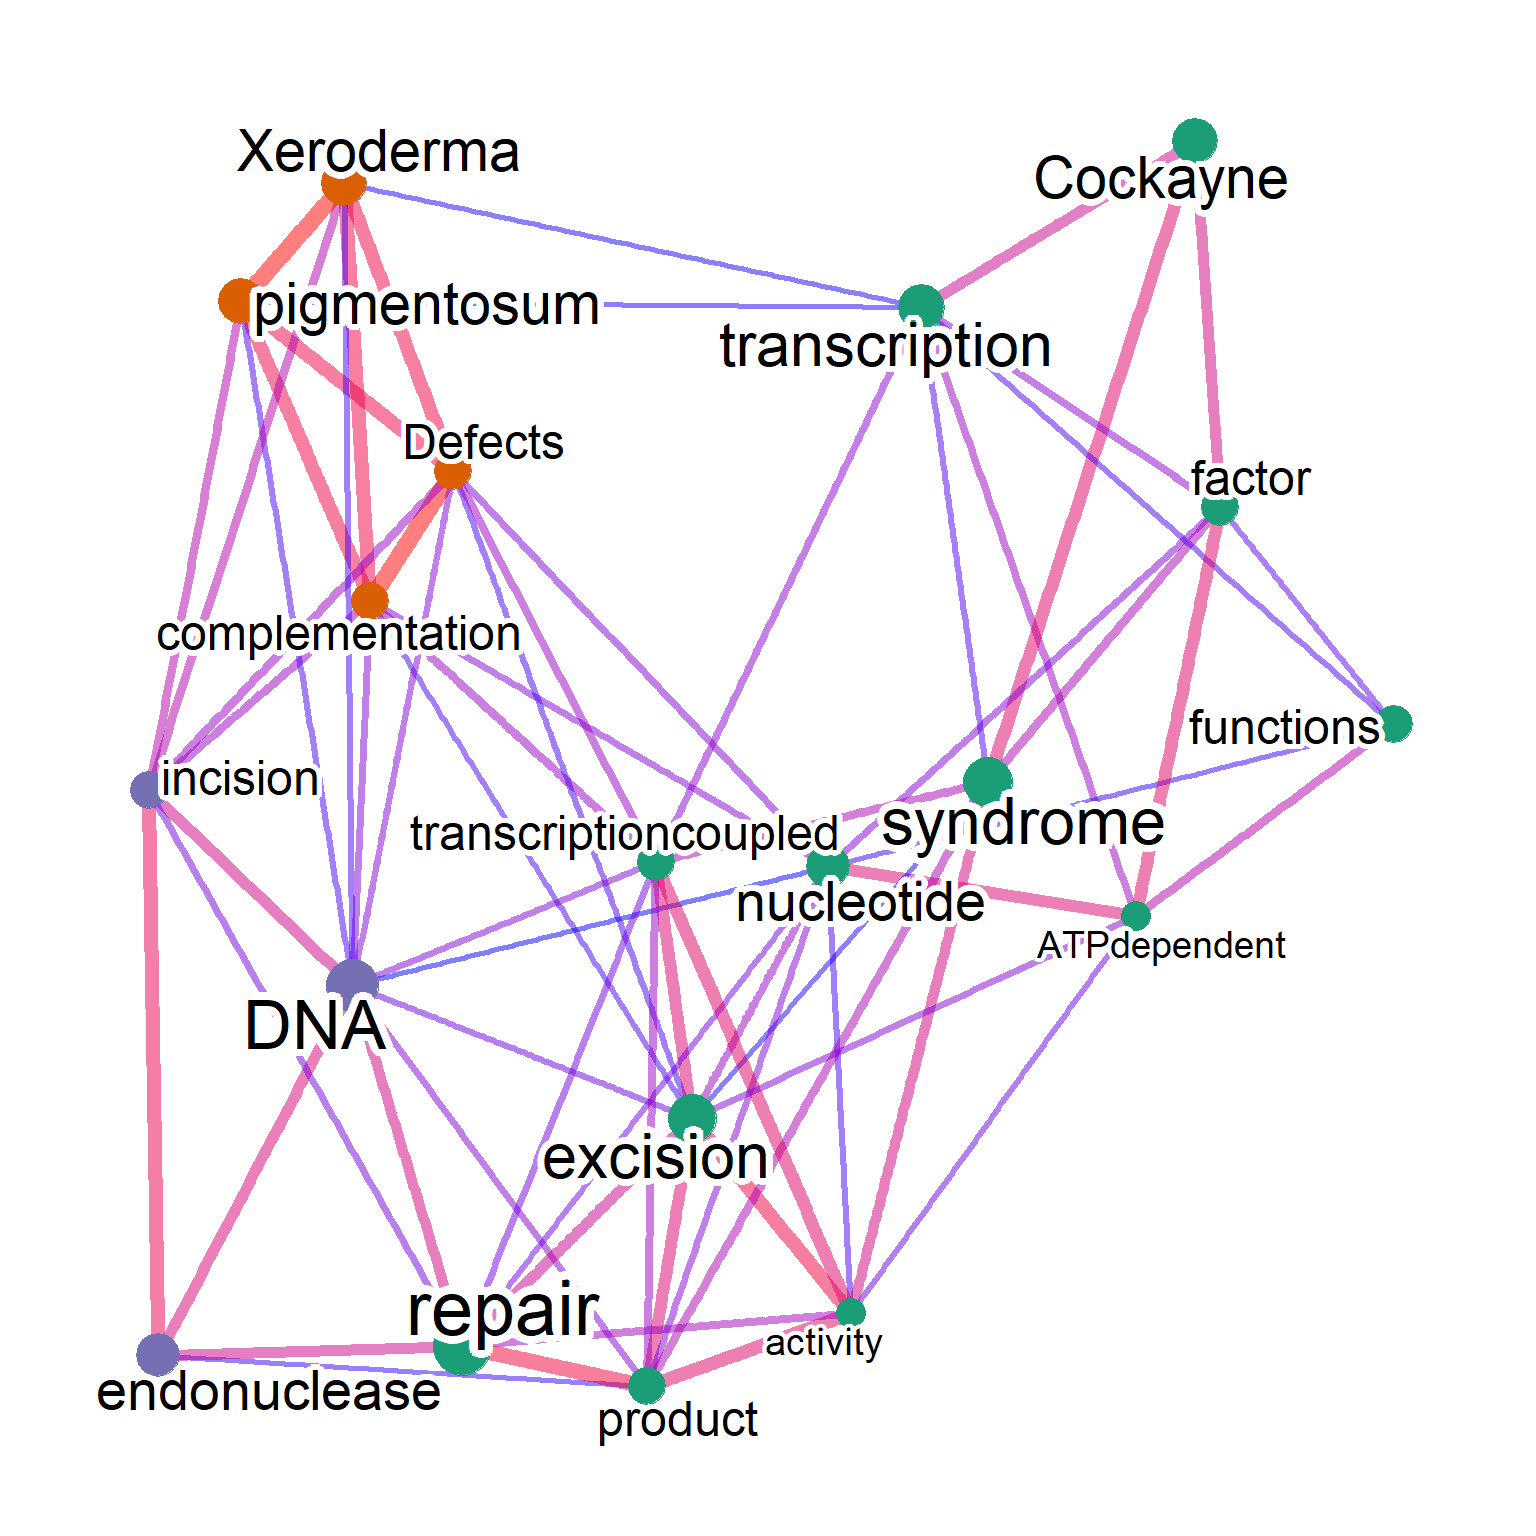 Xeroderma
Cockayne
pigmentosum
transcription
Defects
factor
complementation
functions
incision
transcriptioncoupled
syndrome
nucleotide
ATPdependent
DNA
excision
repair
activity
endonuclease
product